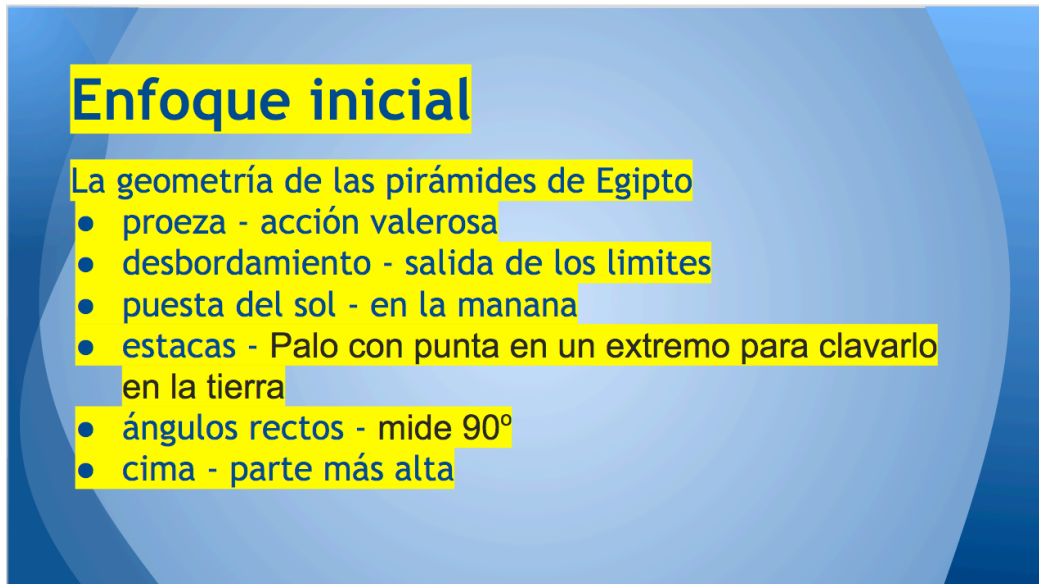 Enfoque inicial
La geometría de las pirámides de Egipto
● proeza - acción valerosa
● desbordamiento - salida de los limites
● puesta del sol - en la manana
● estacas - Palo con punta en un extremo para clavarlo
en la tierra
● ángulos rectos - mide 90º
● cima - parte más alta